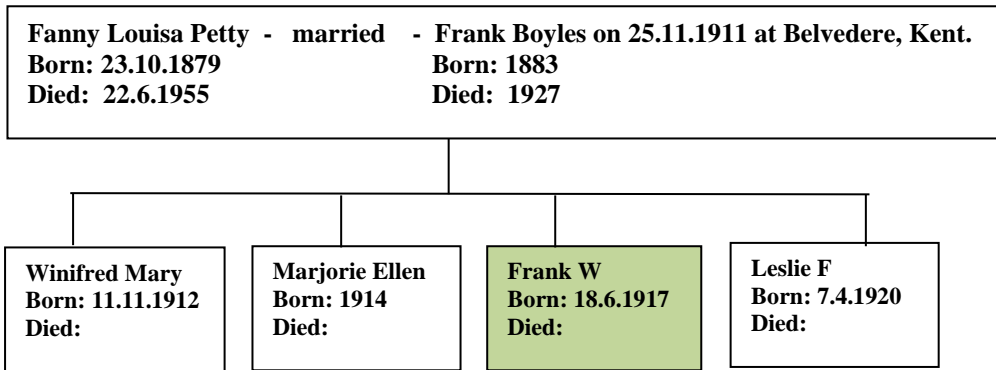 Fanny Louisa Petty - married - Frank Boyles on 25.11.1911 at Belvedere, Kent.
Born: 23.10.1879 Born: 1883
Died: 22.6.1955 Died: 1927
Winifred Mary
Born: 11.11.1912
Died:
Marjorie Ellen
Born: 1914
Died:
Frank W
Born: 18.6.1917
Died:
Leslie F
Born: 7.4.1920
Died: